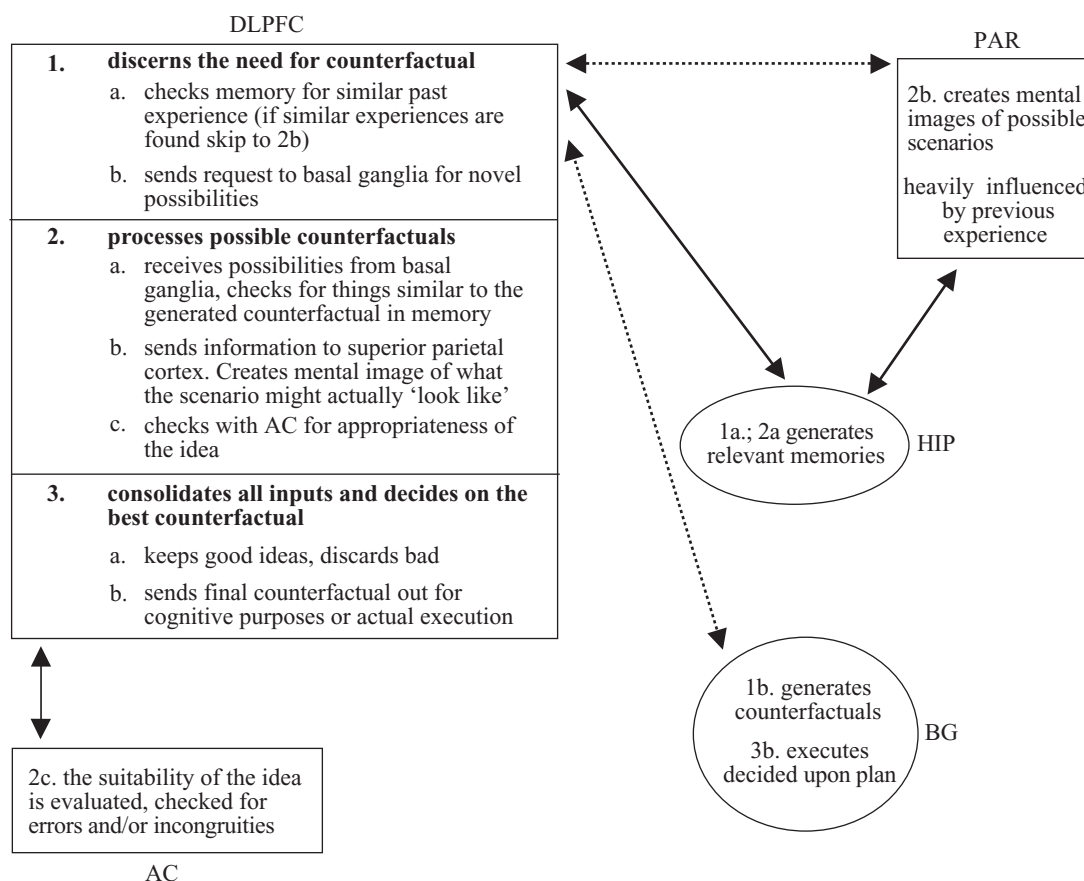 DLPFC
1. discerns the need for counterfactual
a. checks memory for similar past
experience (if similar experiences are
found skip to 2b)
b. sends request to basal ganglia for novel
possibilities
2. processes possible counterfactuals
a. receives possibilities from basal
ganglia, checks for things similar to the
generated counterfactual in memory
b. sends information to superior parietal
cortex. Creates mental image of what
the scenario might actually ‘look like’
c. checks with AC for appropriateness of
the idea
3. consolidates all inputs and decides on the
best counterfactual
a. keeps good ideas, discards bad
b. sends final counterfactual out for
cognitive purposes or actual execution
PAR
2b. creates mental
images of possible
scenarios
heavily influenced
by previous
experience
1a.; 2a generates
relevant memories
HIP
1b. generates
counterfactuals
3b. executes
decided upon plan
BG
2c. the suitability of the idea
is evaluated, checked for
errors and/or incongruities
AC